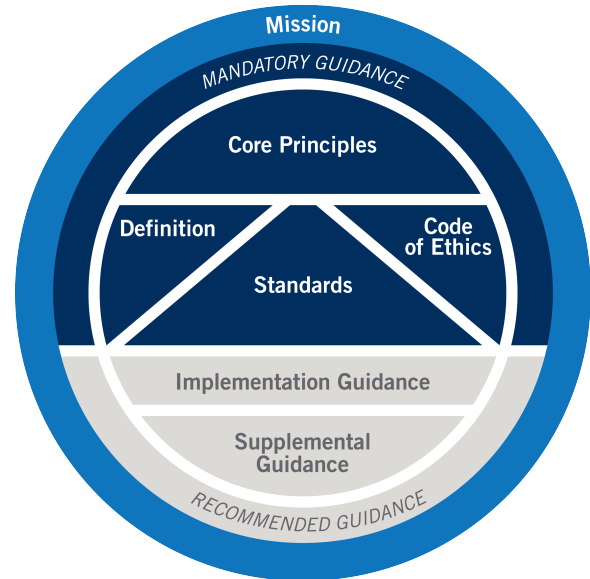 Mission
MANDATORY GUIDANCE
Core Principles
Definition
Code
of Ethics
Standards
Implementation Guidance
Supplemental
Guidance
RECOMMENDED GUIDANCE